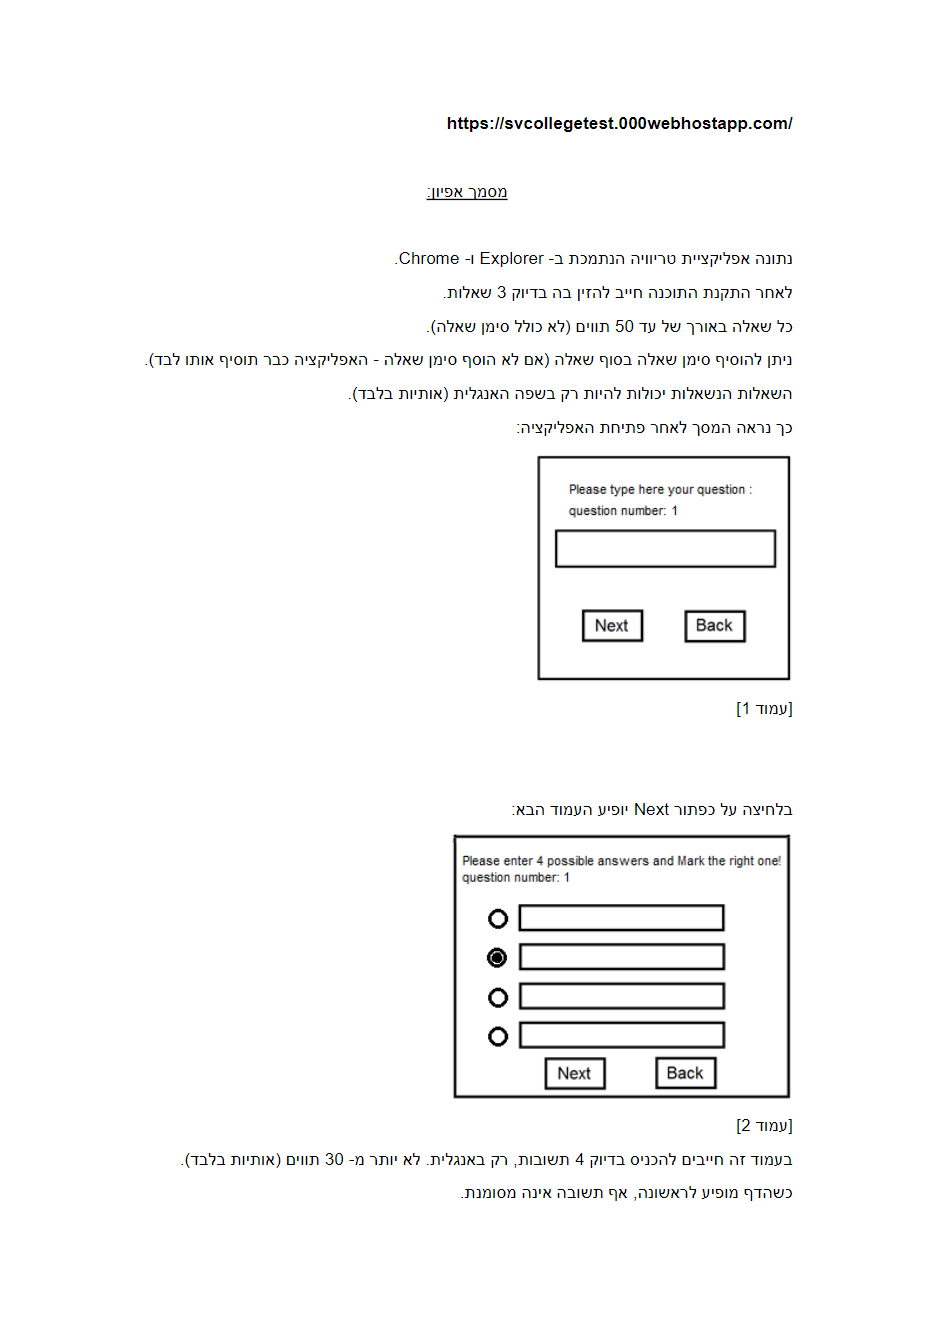 https://svcollegetest.000webhostapp.com/
מסמך אפיון:
נתונה אפליקציית טריוויה הנתמכת ב- Explorer ו- Chrome.
לאחר התקנת התוכנה חייב להזין בה בדיוק 3 שאלות.
כל שאלה באורך של עד 50 תווים (לא כולל סימן שאלה).
ניתן להוסיף סימן שאלה בסוף שאלה (אם לא הוסף סימן שאלה - האפליקציה כבר תוסיף אותו לבד).
השאלות הנשאלות יכולות להיות רק בשפה האנגלית (אותיות בלבד).
כך נראה המסך לאחר פתיחת האפליקציה:
Please type here your question :
question number: 1
Next Back
[עמוד 1]
בלחיצה על כפתור Next יופיע העמוד הבא:
Please enter 4 possible answers and Mark the right one!
question number: 1
Next Back
[עמוד 2]
בעמוד זה חייבים להכניס בדיוק 4 תשובות, רק באנגלית. לא יותר מ- 30 תווים (אותיות בלבד).
כשהדף מופיע לראשונה, אף תשובה אינה מסומנת.